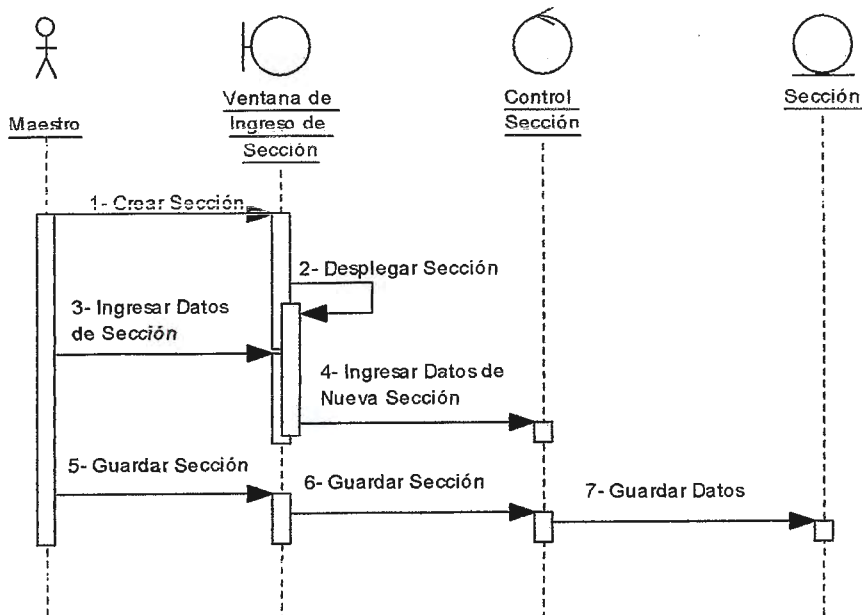 Maestro
Ventana de
Ingreso de
Sección
Control
Sección
Sección
1- Crear Sección
2- Desplegar Sección
3- Ingresar Datos
de Sección
4- Ingresar Datos de
Nueva Sección
5- Guardar Sección
6- Guardar Sección
7- Guardar Datos